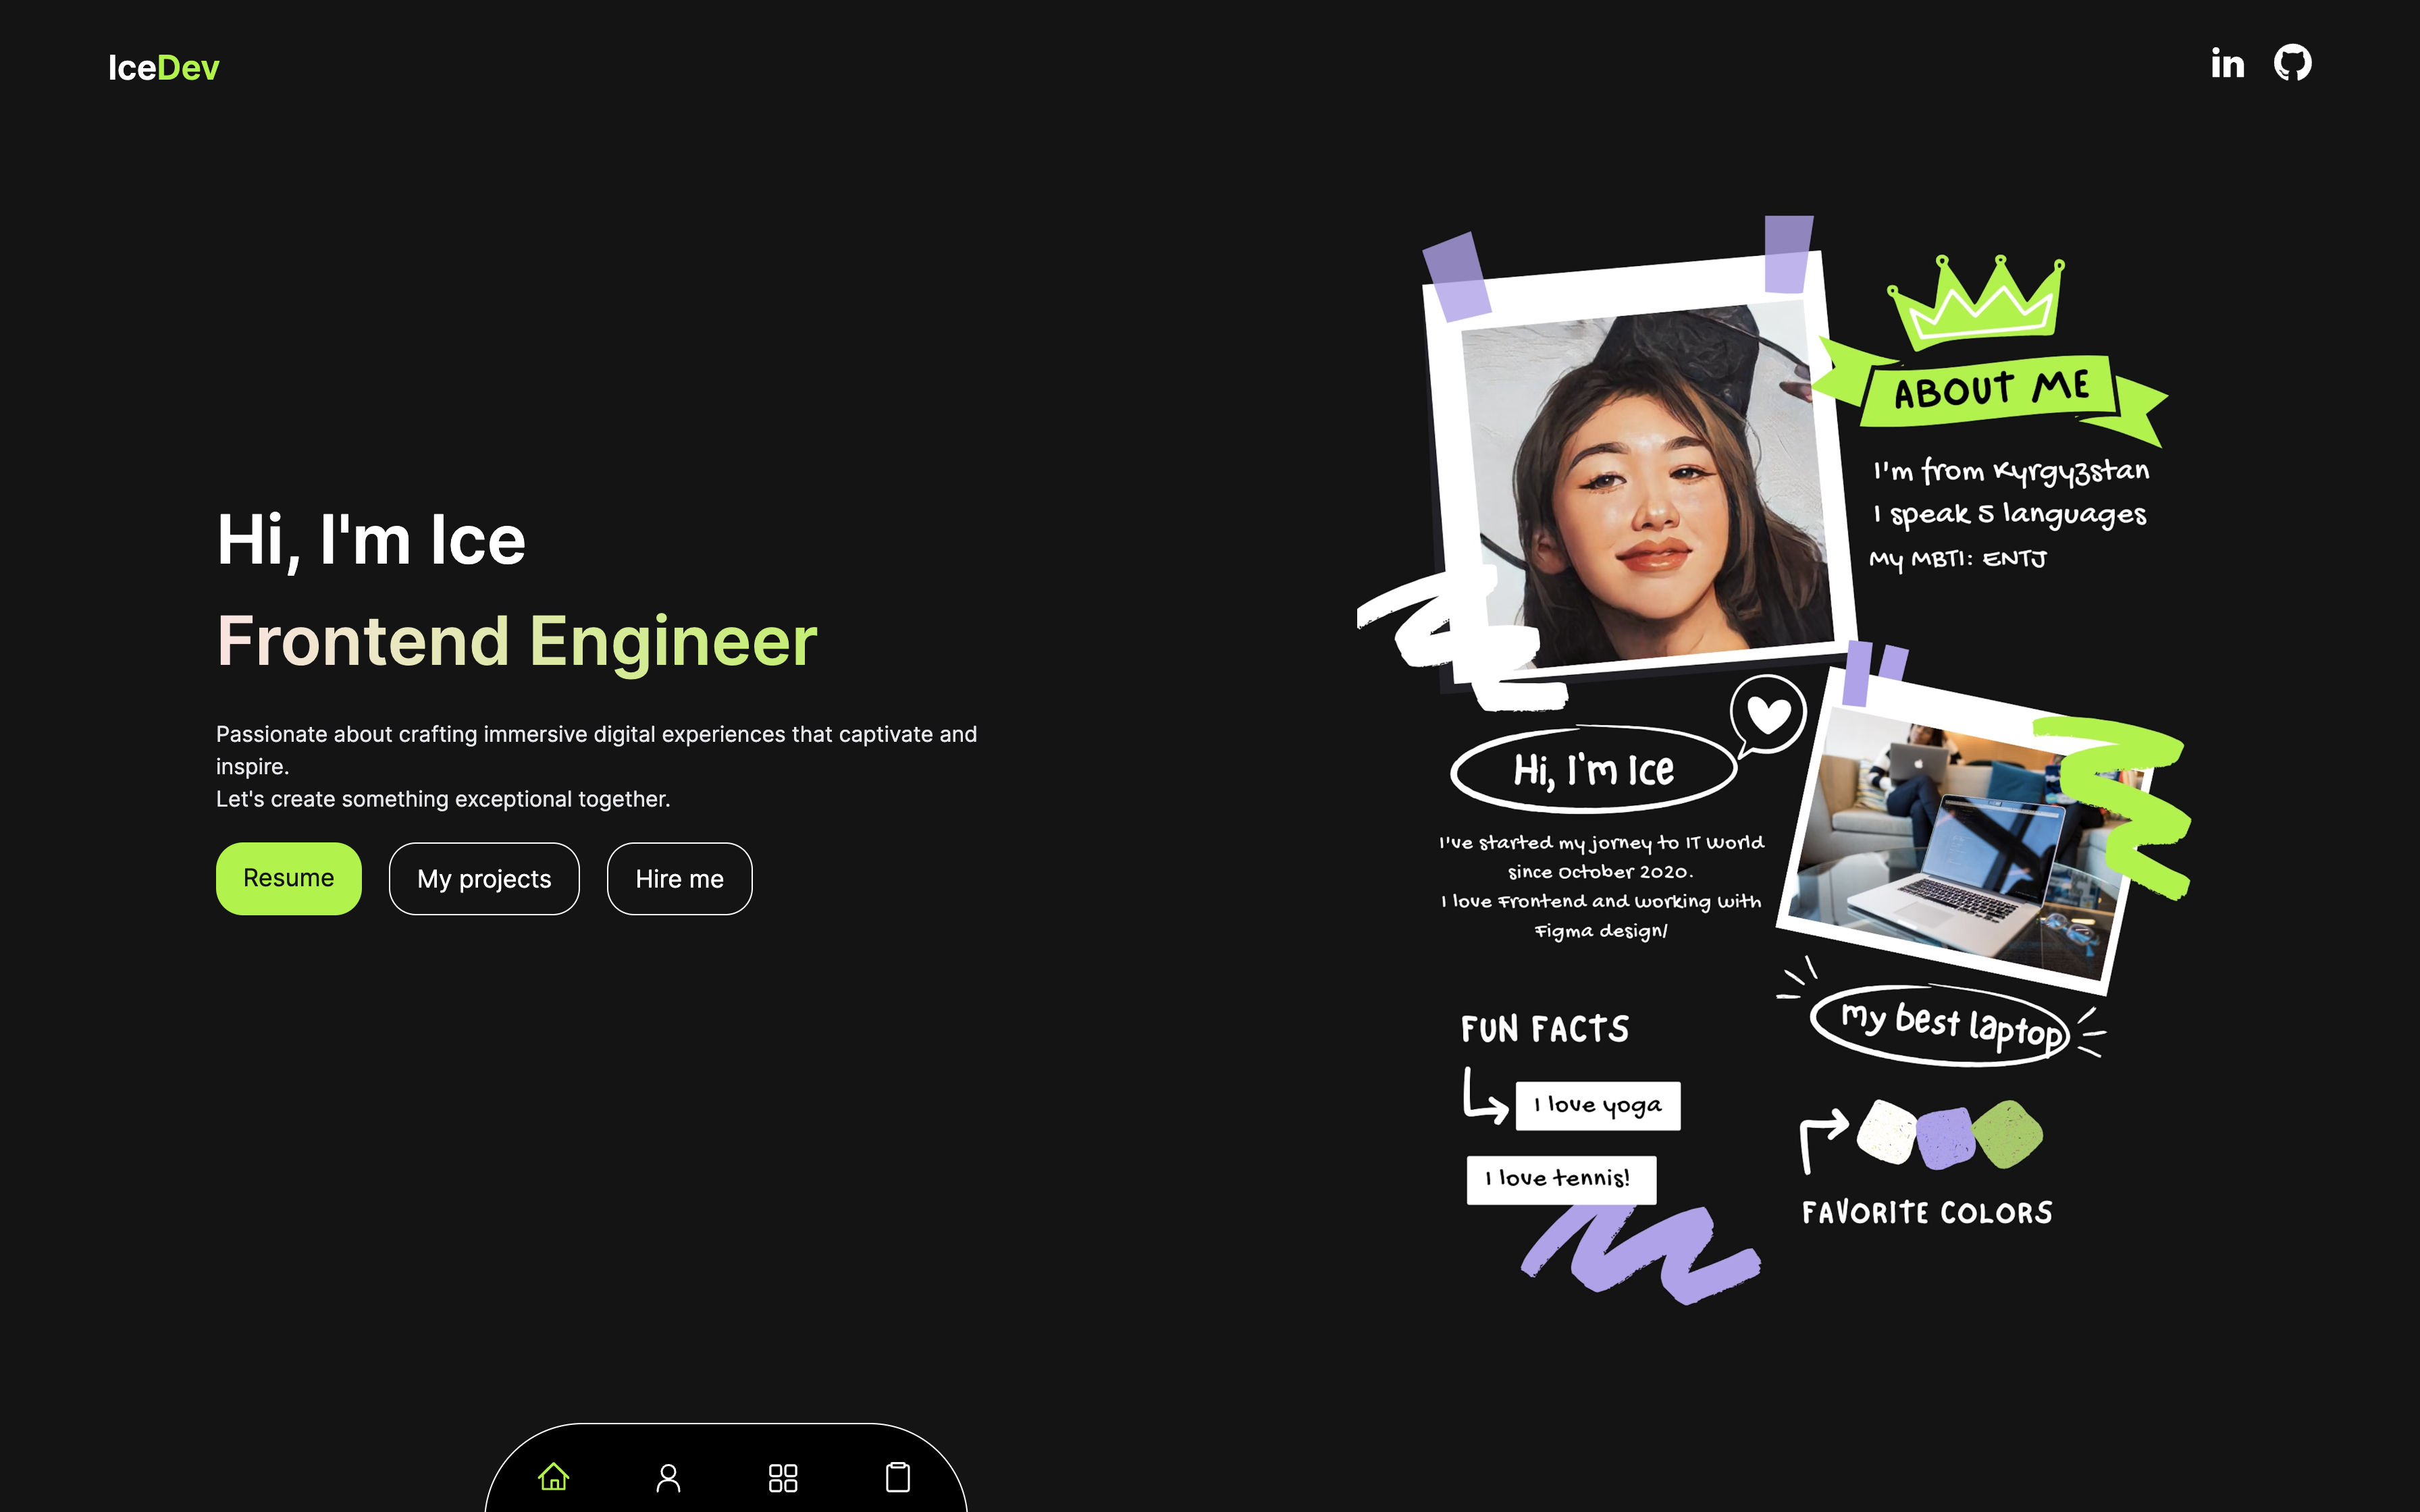 IceDev
in
Hi, I'm Ice
Frontend Engineer
Passionate about crafting immersive digital experiences that captivate and
inspire.
Let's create something exceptional together.
Resume
My projects
Hire me
ABOUT ME
I'm from Kyrgyzstan
I speak 5 languages
My MBTI: ENTJ
Hi, I'm Ice
I've started my jorney to IT world
since October 2020.
I love Frontend and working with
Figma design/
my best laptop
FUN FACTS
I love yoga
I love tennis!
FAVORITE COLORS